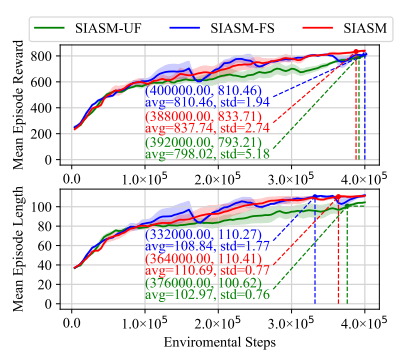 SIASM-UF SIASM-FS SIASM
Mean Episode Reward
800
600
400
200
0
(400000.00, 810.46)
avg=810.46, std=1.94
(388000.00, 833.71)
avg=837.74, std=2.74
(392000.00, 793.21)
avg=798.02, std=5.18
0.0 1.0×10⁵ 2.0×10⁵ 3.0×10⁵ 4.0×10⁵
Mean Episode Length
120
100
80
60
40
20
0
(332000.00, 110.27)
avg=108.84, std=1.77
(364000.00, 110.41)
avg=110.69, std=0.77
(376000.00, 100.62)
avg=102.97, std=0.76
0.0 1.0×10⁵ 2.0×10⁵ 3.0×10⁵ 4.0×10⁵
Enviromental Steps